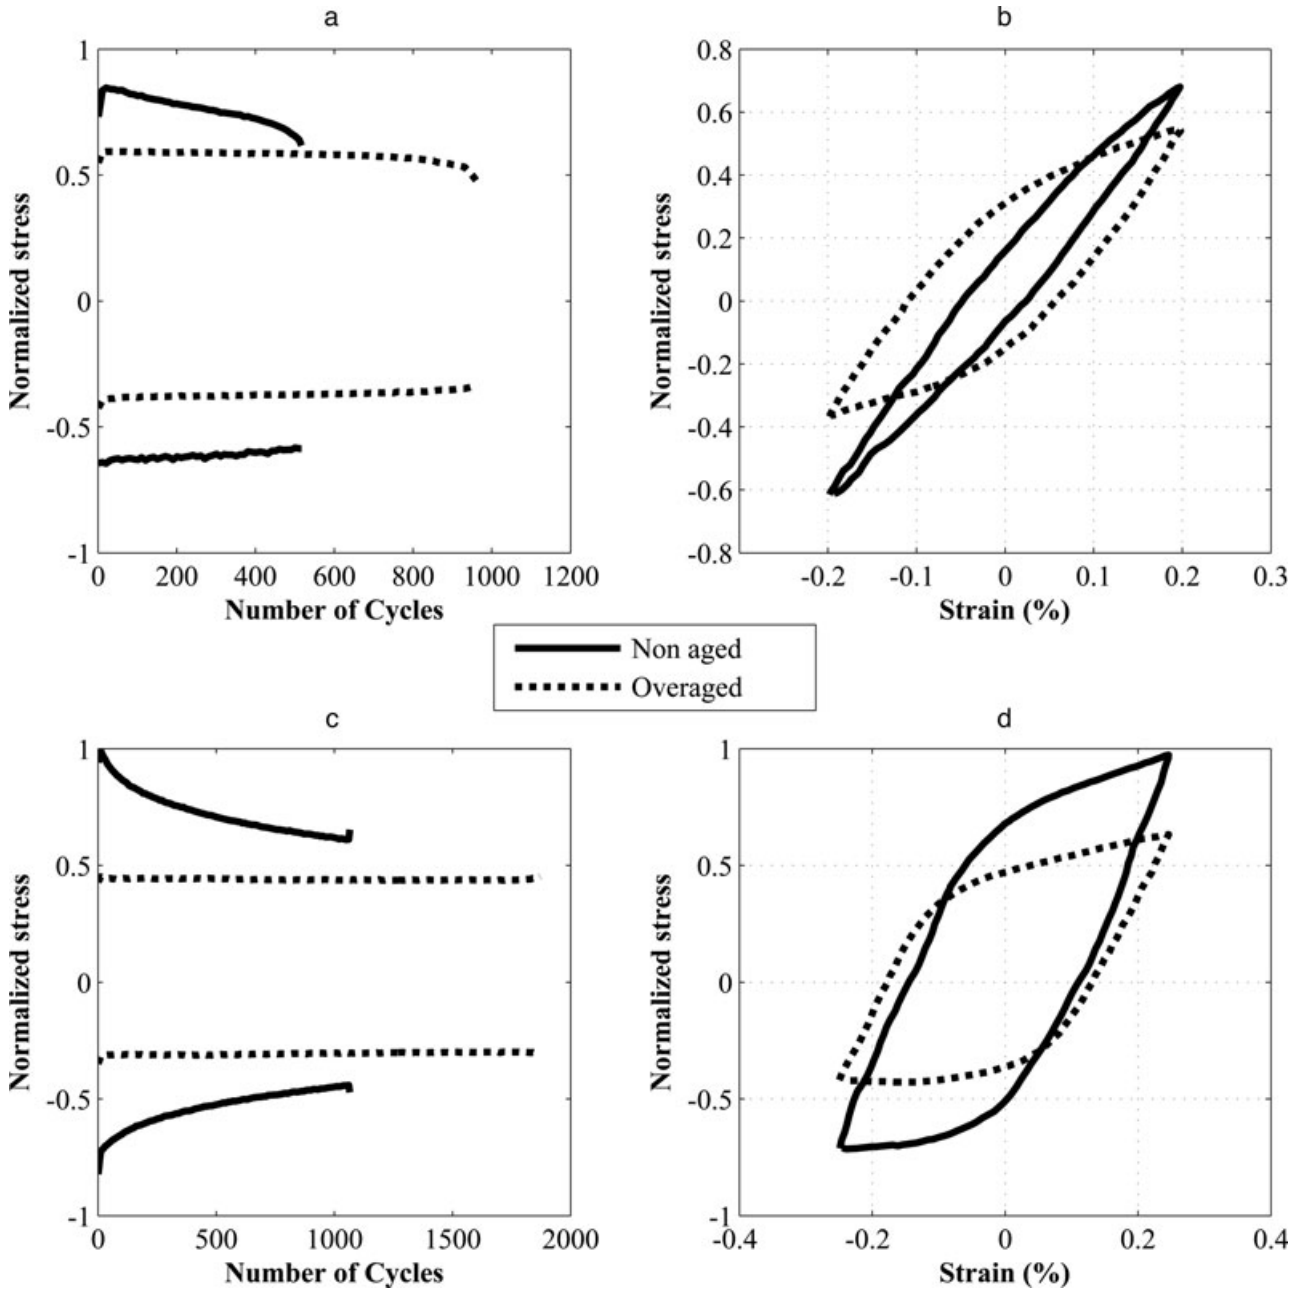 a
1
0.5
0
-0.5
-1
0 200 400 600 800 1000 1200
Normalized stress
Number of Cycles
b
0.8
0.6
0.4
0.2
0
-0.2
-0.4
-0.6
-0.8
-0.2 -0.1 0 0.1 0.2 0.3
Normalized stress
Strain (%)
Non aged
Overaged
c
1
0.5
0
-0.5
-1
0 500 1000 1500 2000
Normalized stress
Number of Cycles
d
1
0.5
0
-0.5
-1
-0.4 -0.2 0 0.2 0.4
Normalized stress
Strain (%)